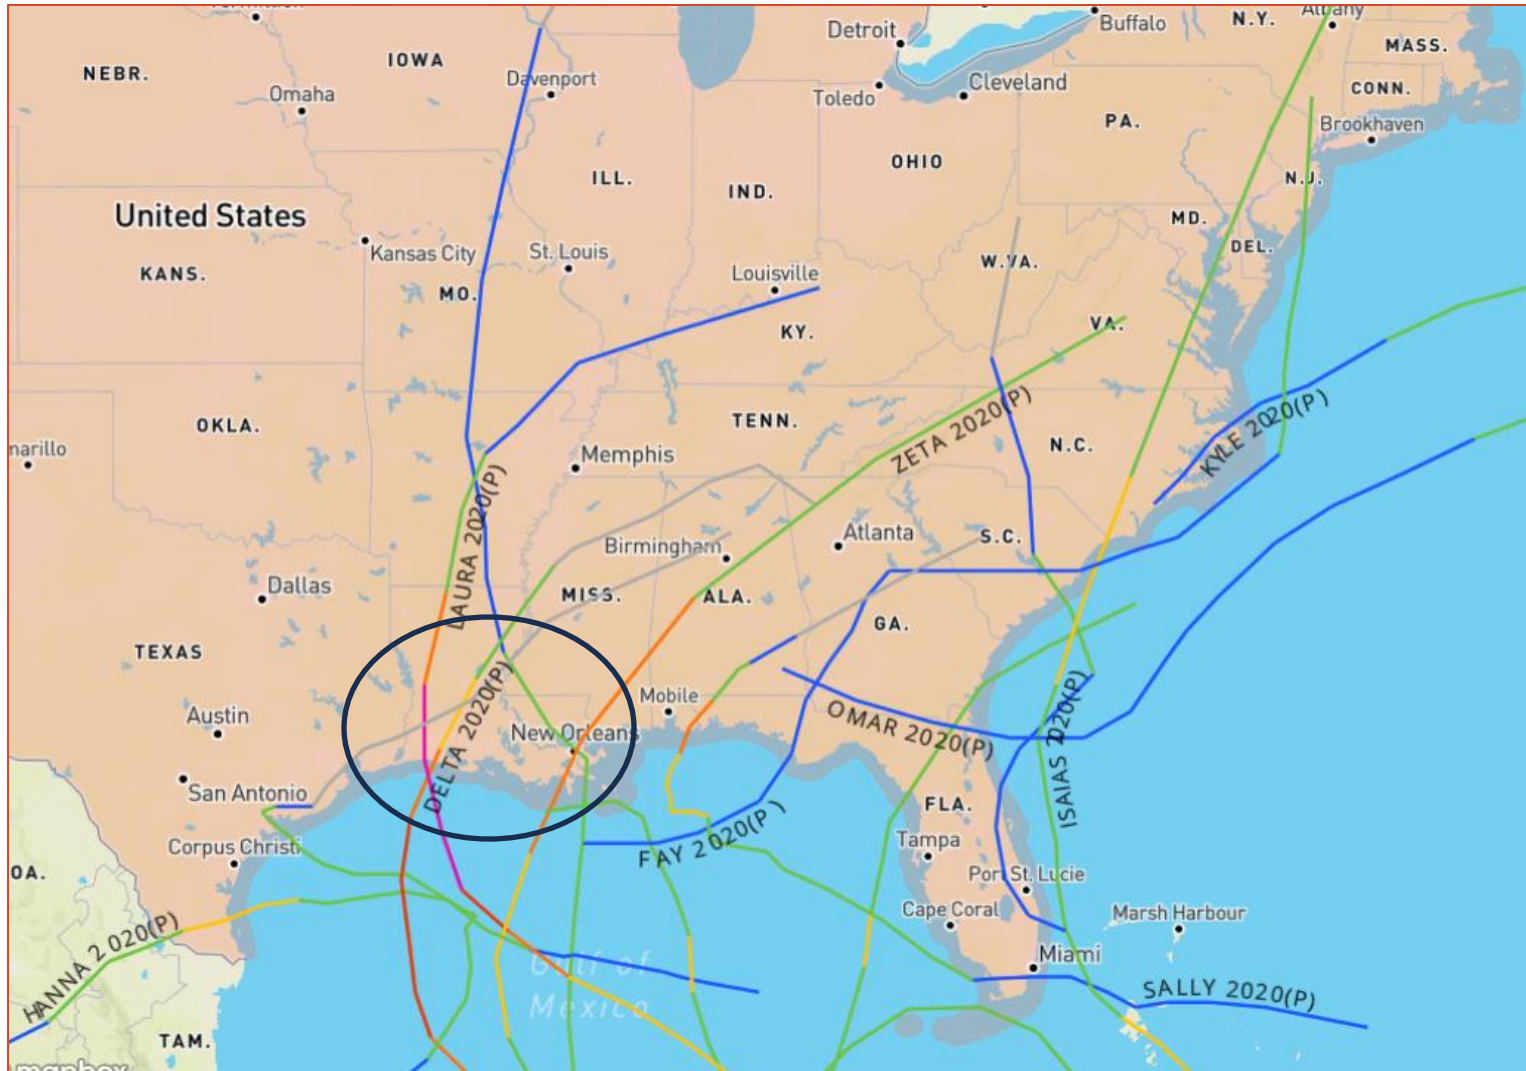 Albany
Buffalo
N.Y.
Detroit
MASS.
IOWA
NEBR.
Davenport
Cleveland
CONN.
Omaha
Toledo
PA.
Brookhaven
OHIO
ILL.
IND.
N.J.
United States
MD.
DEL.
Kansas City
St. Louis
W.VA.
KANS.
Louisville
MO.
KY.
VA.
TENN.
ZETA 2020(P)
KYLE 2020(P)
OKLA.
N.C.
Memphis
LAURA 2020(P)
Atlanta
S.C.
Birmingham
Dallas
MISS.
ALA.
GA.
TEXAS
DELTA 2020(P)
Mobile
OMAR 2020(P)
Austin
New Orleans
ISAIAS 2020(P)
San Antonio
FLA.
FAY 2020(P)
Tampa
Corpus Christi
OA.
Port St. Lucie
Cape Coral
Marsh Harbour
HANNA 2020(P)
Miami
Gulf of
Mexico
SALLY 2020(P)
TAM.
mapbox